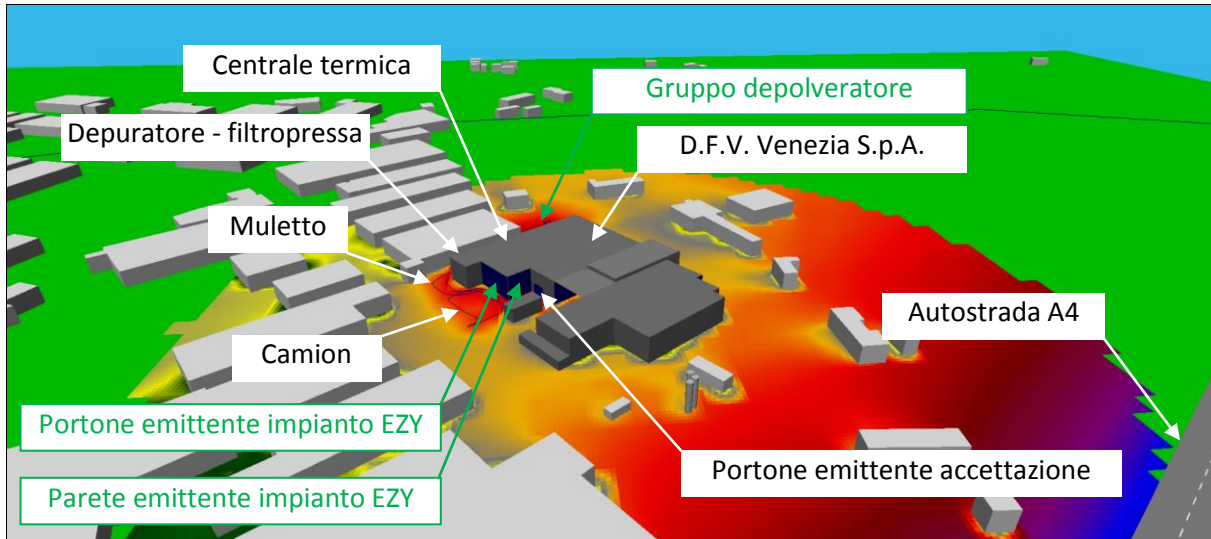 Centrale termica
Gruppo depolveratore
Depuratore - filtropressa
D.F.V. Venezia S.p.A.
Muletto
Autostrada A4
Camion
Portone emittente impianto EZY
Portone emittente accettazione
Parete emittente impianto EZY